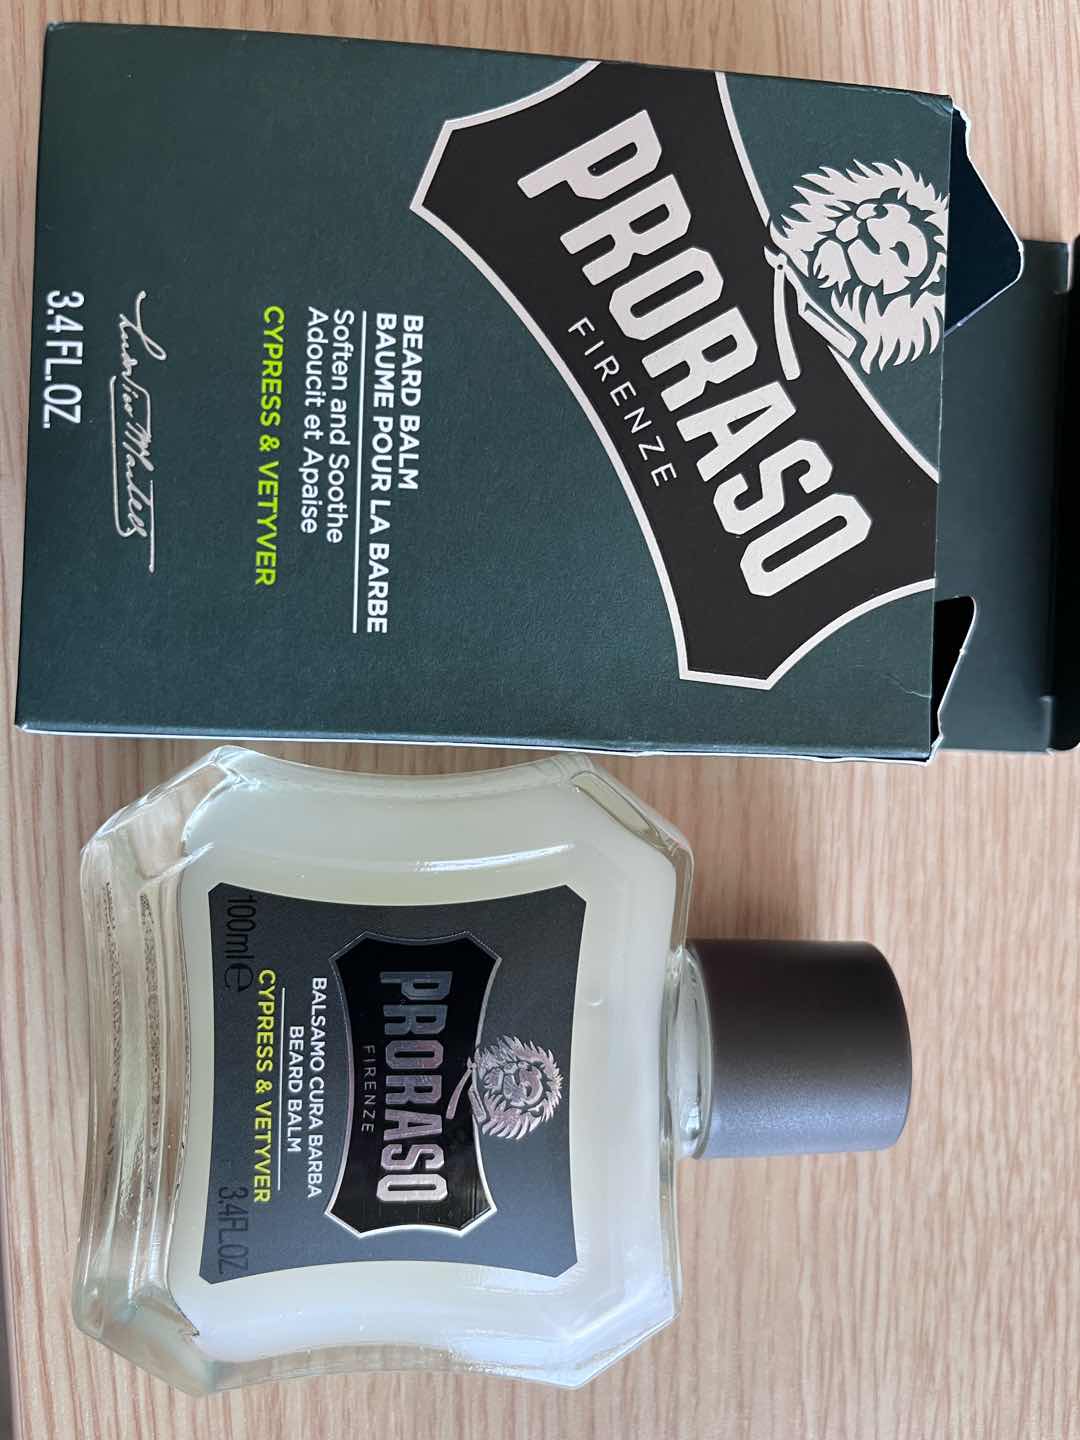 PRORASO
FIRENZE
BEARD BALM
BAUME POUR LA BARBE
Soften and Soothe
Adoucit et Apaise
CYPRESS & VETYVER
3.4 FL.OZ.
PRORASO
FIRENZE
BALSAMO CURA BARBA
BEARD BALM
CYPRESS & VETYVER
100ml ℮ 3.4FL.OZ.